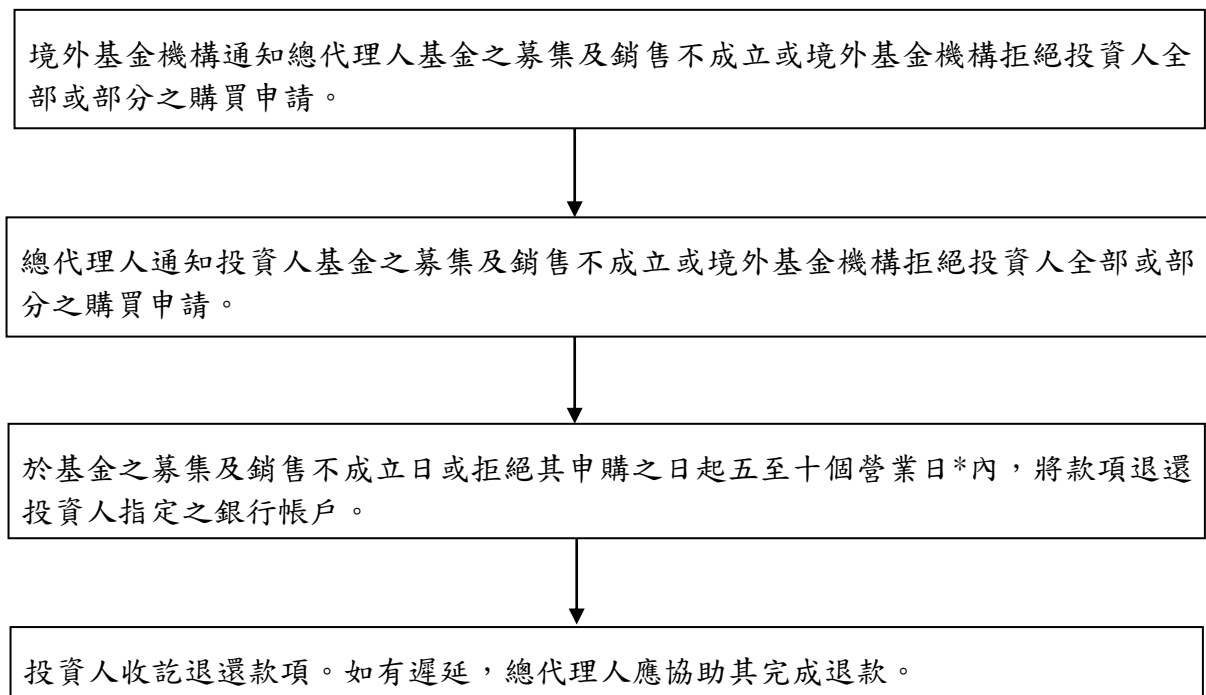 境外基金機構通知總代理人基金之募集及銷售不成立或境外基金機構拒絕投資人全
部或部分之購買申請。
總代理人通知投資人基金之募集及銷售不成立或境外基金機構拒絕投資人全部或部
分之購買申請。
於基金之募集及銷售不成立日或拒絕其申購之日起五至十個營業日*內，將款項退還
投資人指定之銀行帳戶。
投資人收訖退還款項。如有遲延，總代理人應協助其完成退款。